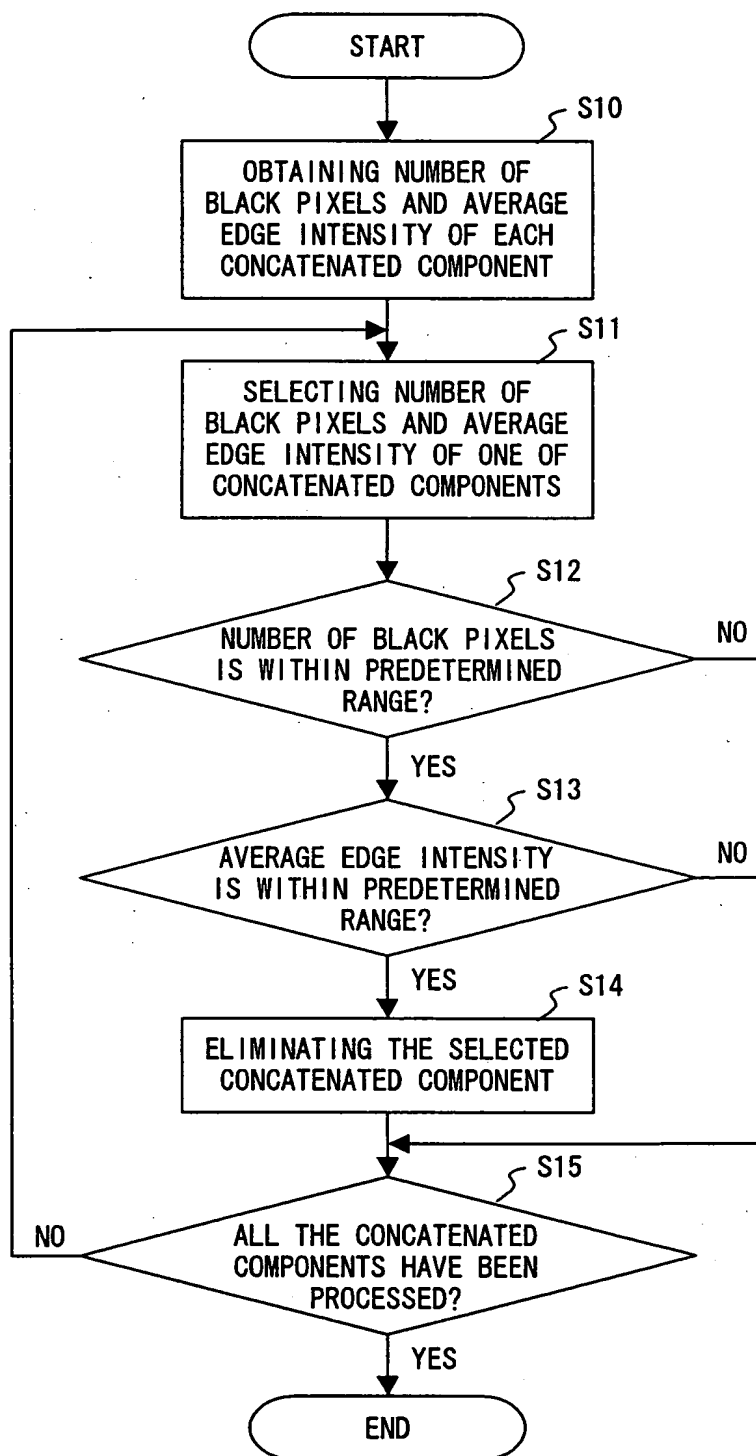 START
S10
OBTAINING NUMBER OF
BLACK PIXELS AND AVERAGE
EDGE INTENSITY OF EACH
CONCATENATED COMPONENT
S11
SELECTING NUMBER OF
BLACK PIXELS AND AVERAGE
EDGE INTENSITY OF ONE OF
CONCATENATED COMPONENTS
S12
NUMBER OF BLACK PIXELS
IS WITHIN PREDETERMINED
RANGE?
NO
YES
S13
AVERAGE EDGE INTENSITY
IS WITHIN PREDETERMINED
RANGE?
NO
YES
S14
ELIMINATING THE SELECTED
CONCATENATED COMPONENT
S15
NO
ALL THE CONCATENATED
COMPONENTS HAVE BEEN
PROCESSED?
YES
END